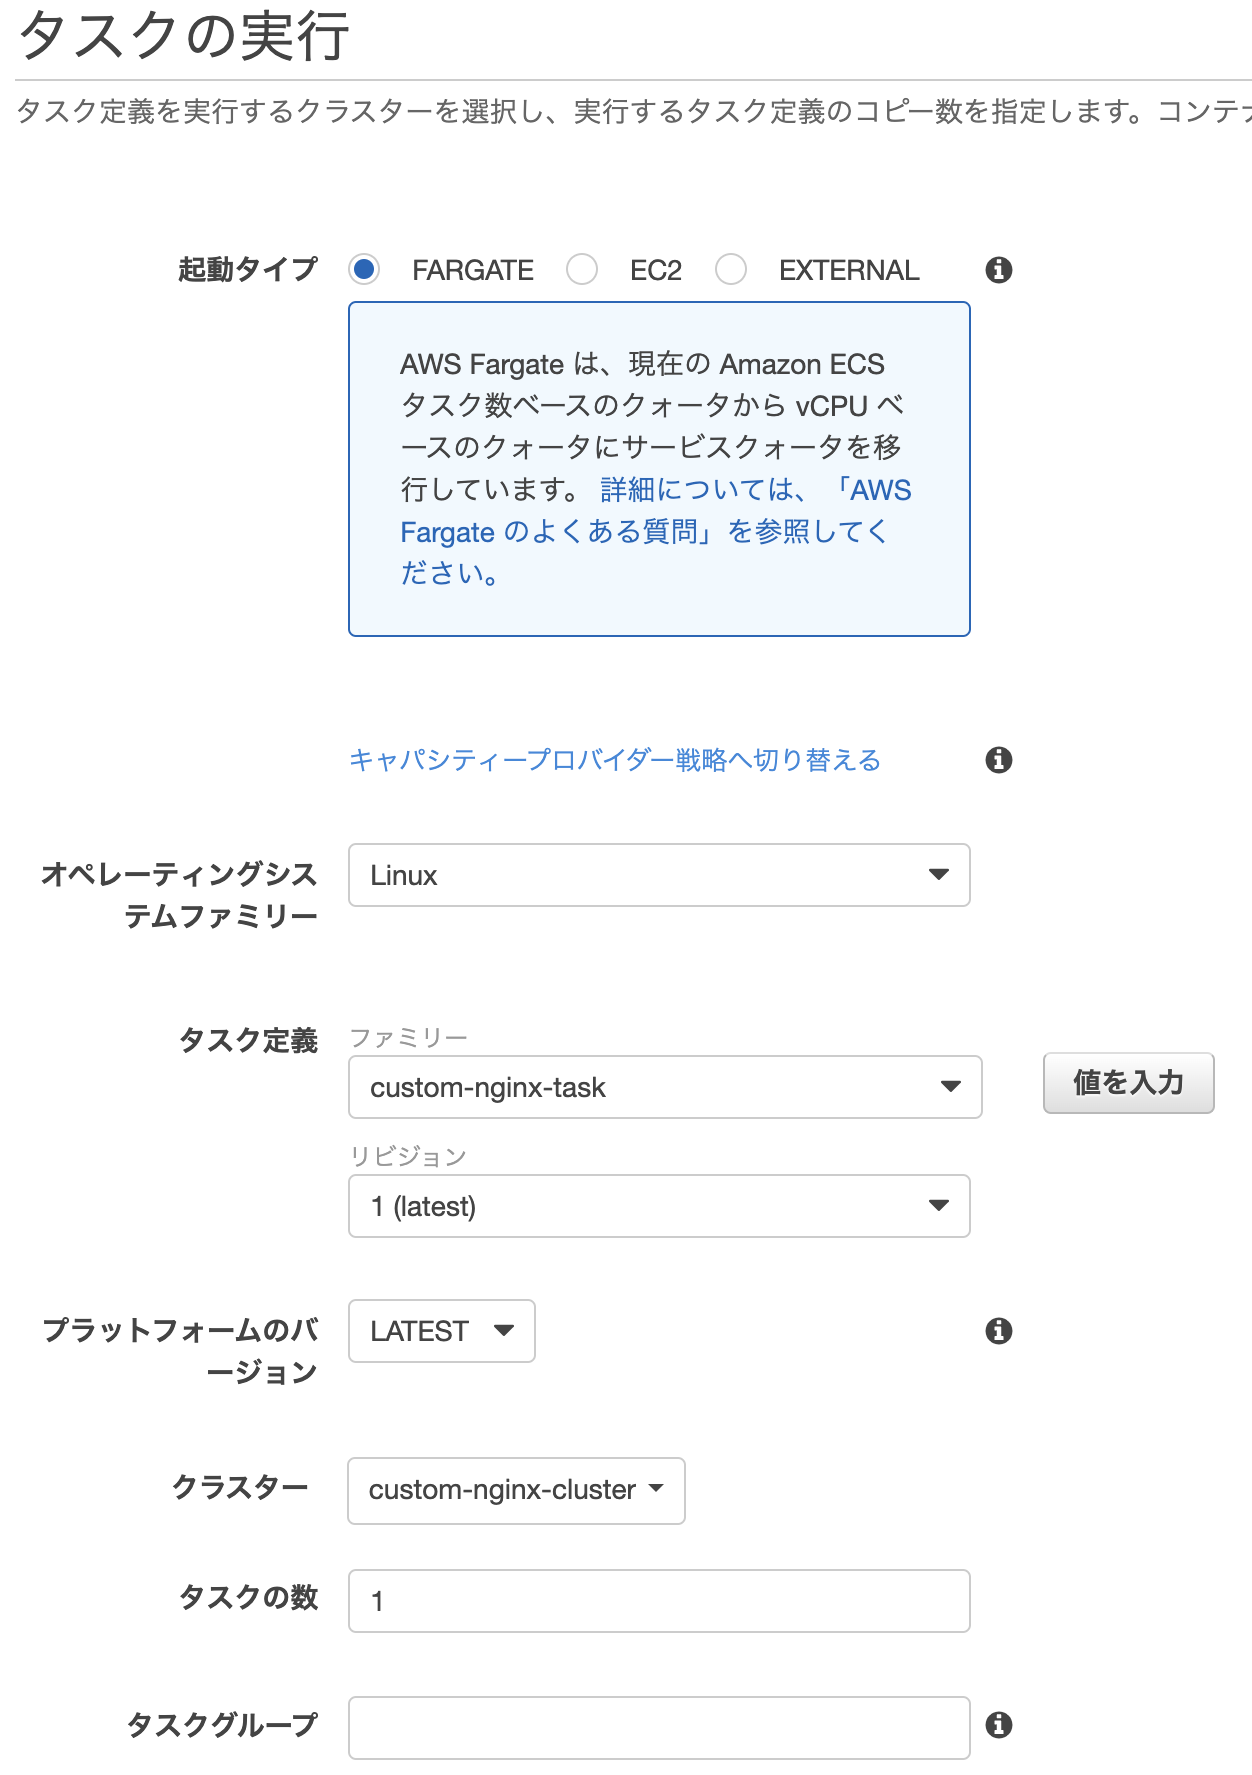 タスクの実行
タスク定義を実行するクラスターを選択し、実行するタスク定義のコピー数を指定します。コンテナ
起動タイプ
FARGATE
EC2
EXTERNAL
AWS Fargate は、現在の Amazon ECS
タスク数ベースのクォータから vCPU ベ
ースのクォータにサービスクォータを移
行しています。 詳細については、「AWS
Fargate のよくある質問」を参照してく
ださい。
キャパシティープロバイダー戦略へ切り替える
オペレーティングシス
テムファミリー
Linux
タスク定義
ファミリー
custom-nginx-task
値を入力
リビジョン
1 (latest)
プラットフォームのバ
ージョン
LATEST
クラスター
custom-nginx-cluster
タスクの数
1
タスクグループ